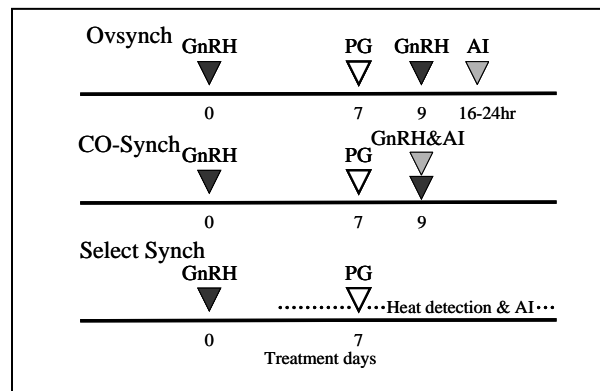 Ovsynch
GnRH PG GnRH AI
0 7 9 16-24hr
CO-Synch
GnRH PG GnRH&AI
0 7 9
Select Synch
GnRH PG
Heat detection & AI
0 7
Treatment days